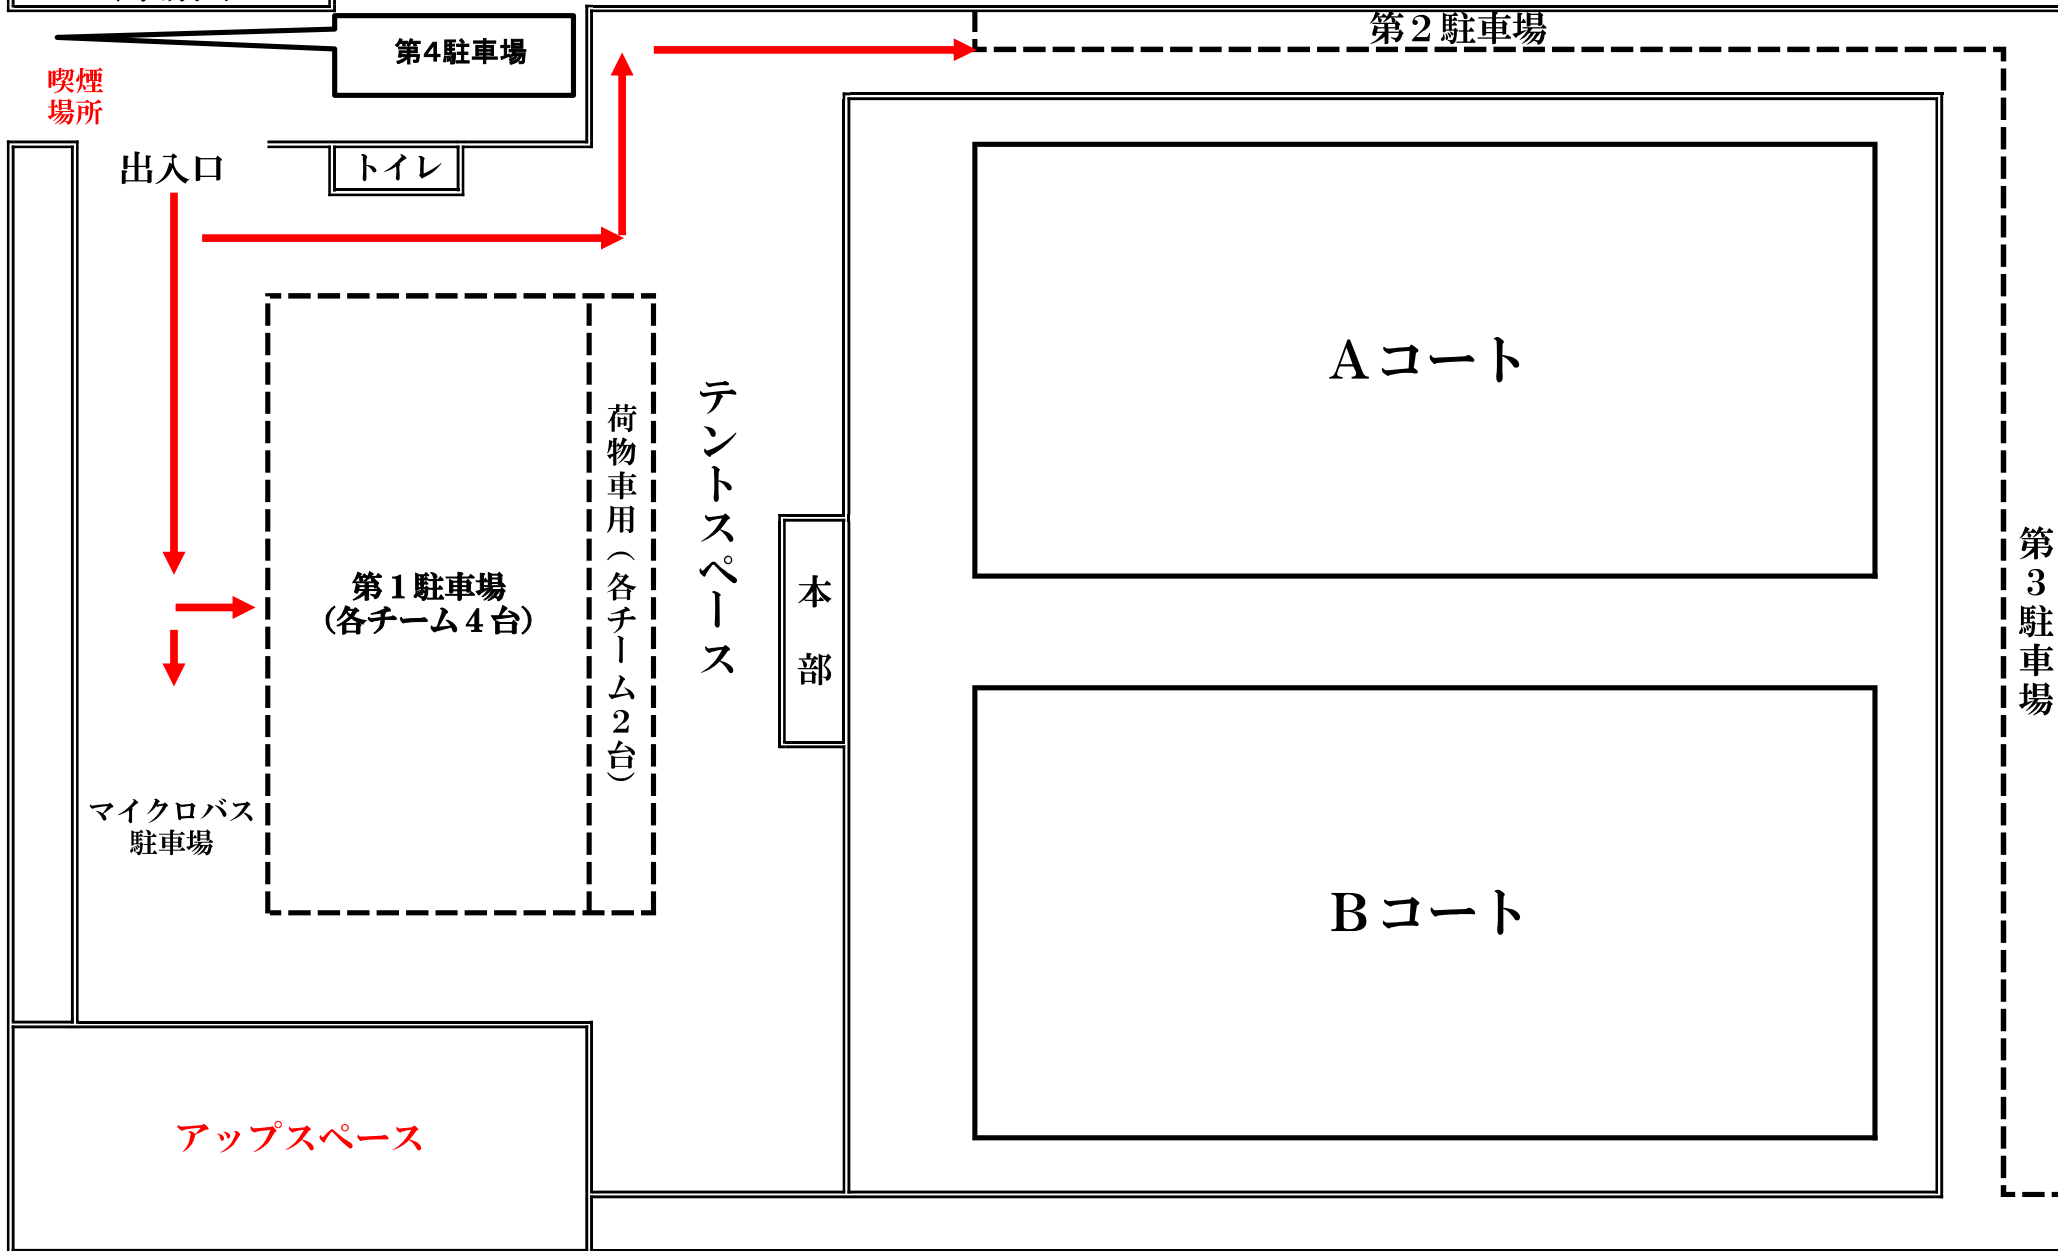 第２駐車場
第4駐車場
喫煙
場所
出入口
トイレ
Aコート
テントスペース
荷物車用（各チーム２台）
第１駐車場
（各チーム４台）
本部
第３駐車場
マイクロバス
駐車場
Bコート
アップスペース